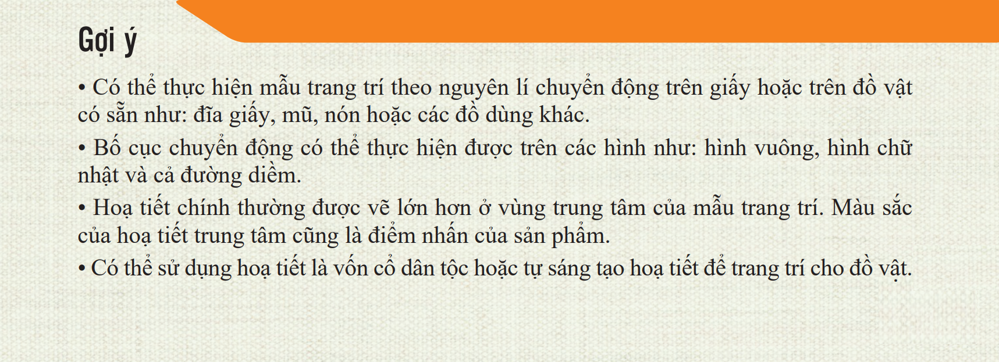 Gợi ý
• Có thể thực hiện mẫu trang trí theo nguyên lí chuyển động trên giấy hoặc trên đồ vật
có sẵn như: đĩa giấy, mũ, nón hoặc các đồ dùng khác.
• Bố cục chuyển động có thể thực hiện được trên các hình như: hình vuông, hình chữ
nhật và cả đường diềm.
• Hoạ tiết chính thường được vẽ lớn hơn ở vùng trung tâm của mẫu trang trí. Màu sắc
của hoạ tiết trung tâm cũng là điểm nhấn của sản phẩm.
• Có thể sử dụng hoạ tiết là vốn cổ dân tộc hoặc tự sáng tạo hoạ tiết để trang trí cho đồ vật.